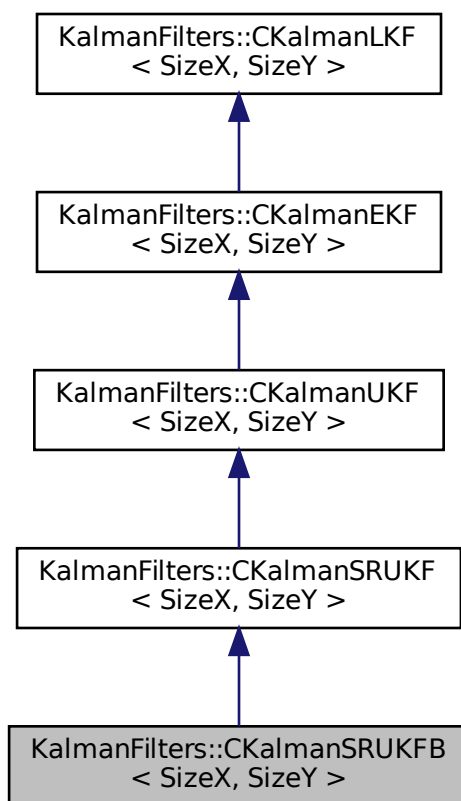 KalmanFilters::CKalmanLKF
< SizeX, SizeY >
KalmanFilters::CKalmanEKF
< SizeX, SizeY >
KalmanFilters::CKalmanUKF
< SizeX, SizeY >
KalmanFilters::CKalmanSRUKF
< SizeX, SizeY >
KalmanFilters::CKalmanSRUKFB
< SizeX, SizeY >